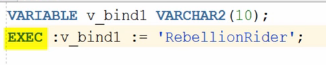 VARIABLE v_bind1 VARCHAR2(10);
EXEC :v_bind1 := 'RebellionRider';